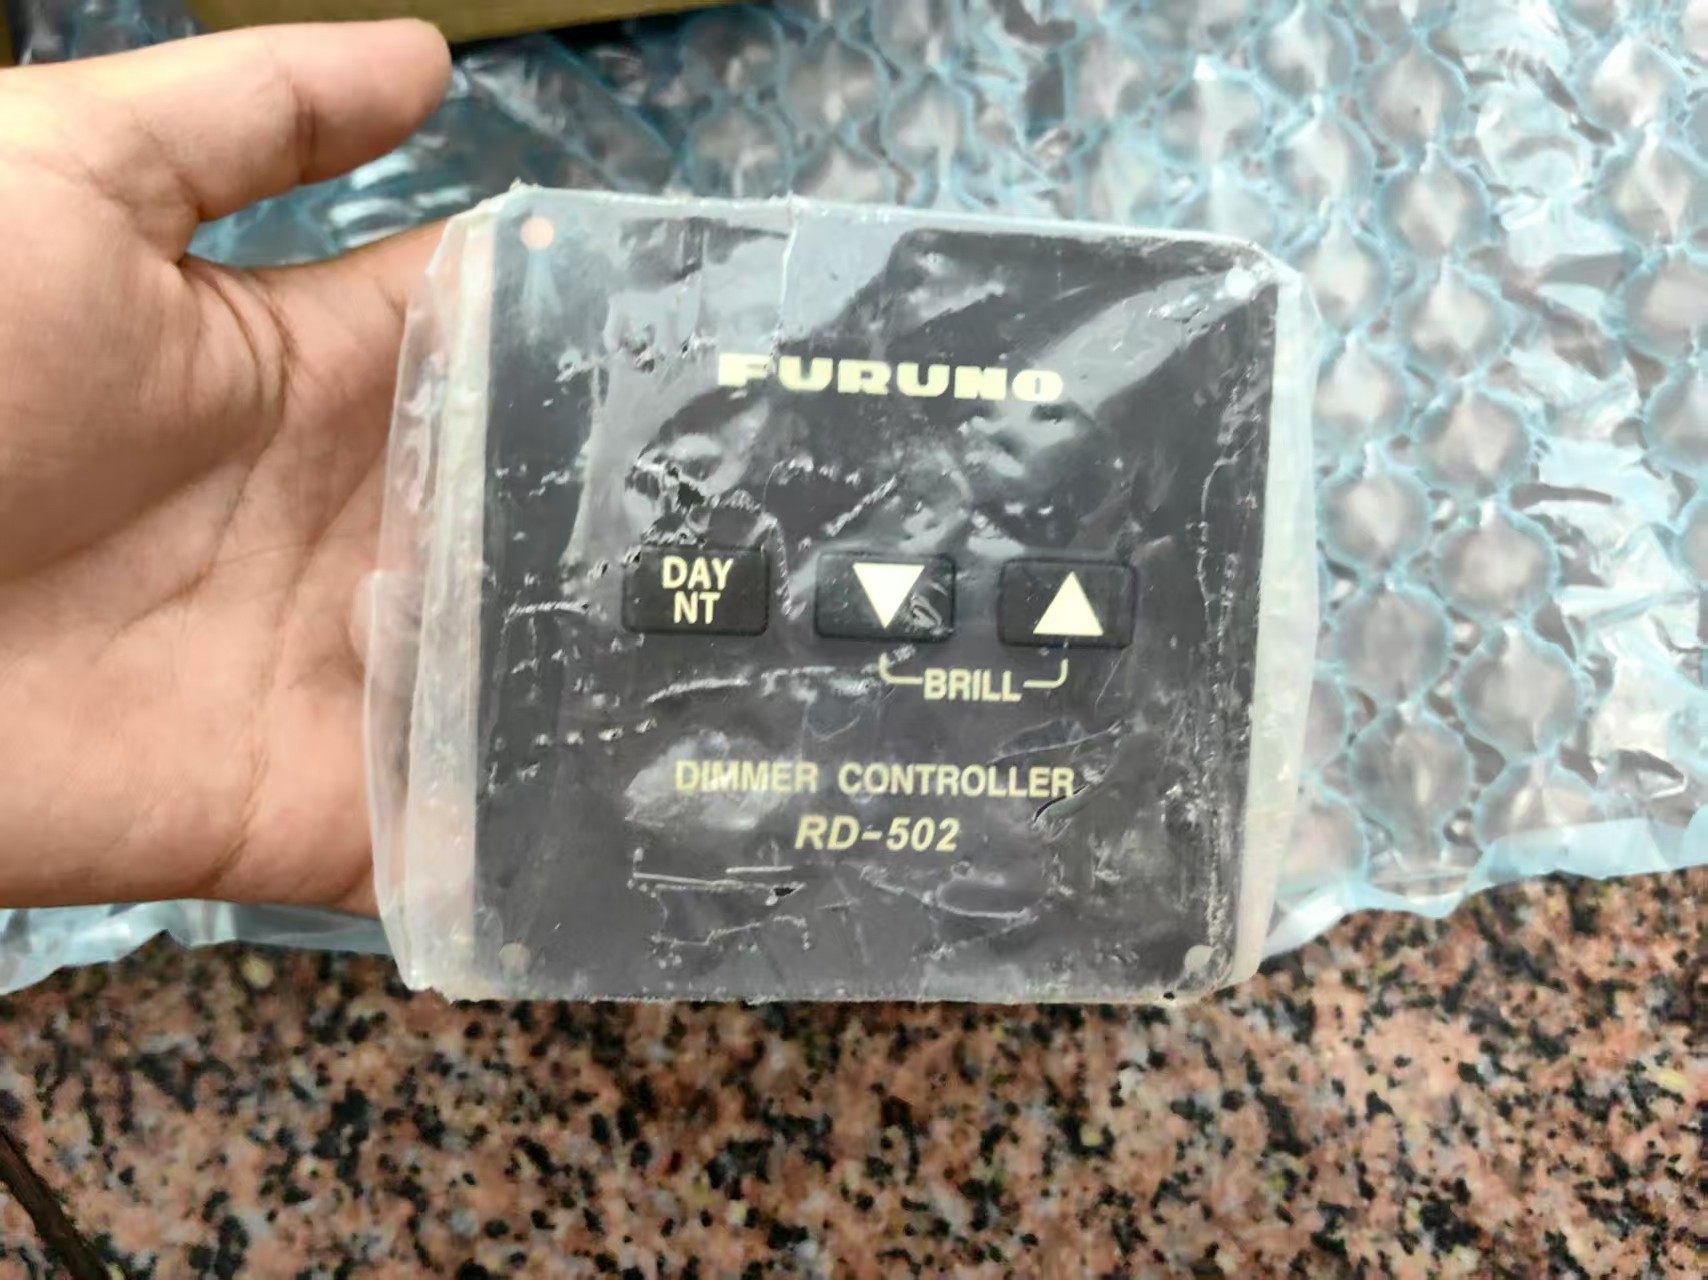 FURUNO
DAY
NT
BRILL
DIMMER CONTROLLER
RD-502